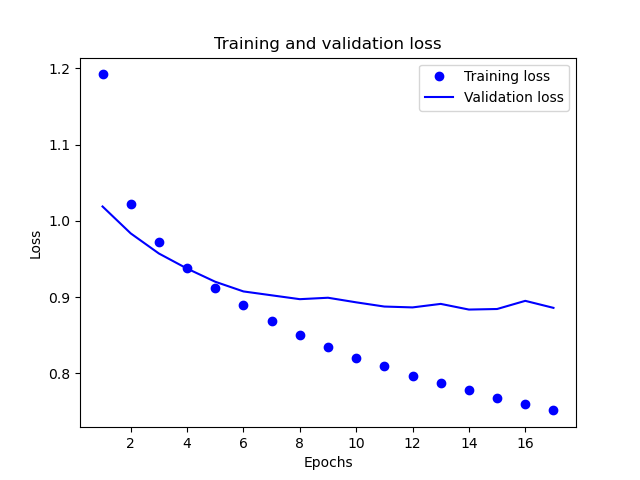 Training and validation loss
Training loss
Validation loss
1.2
1.1
1.0
0.9
0.8
Loss
2 4 6 8 10 12 14 16
Epochs